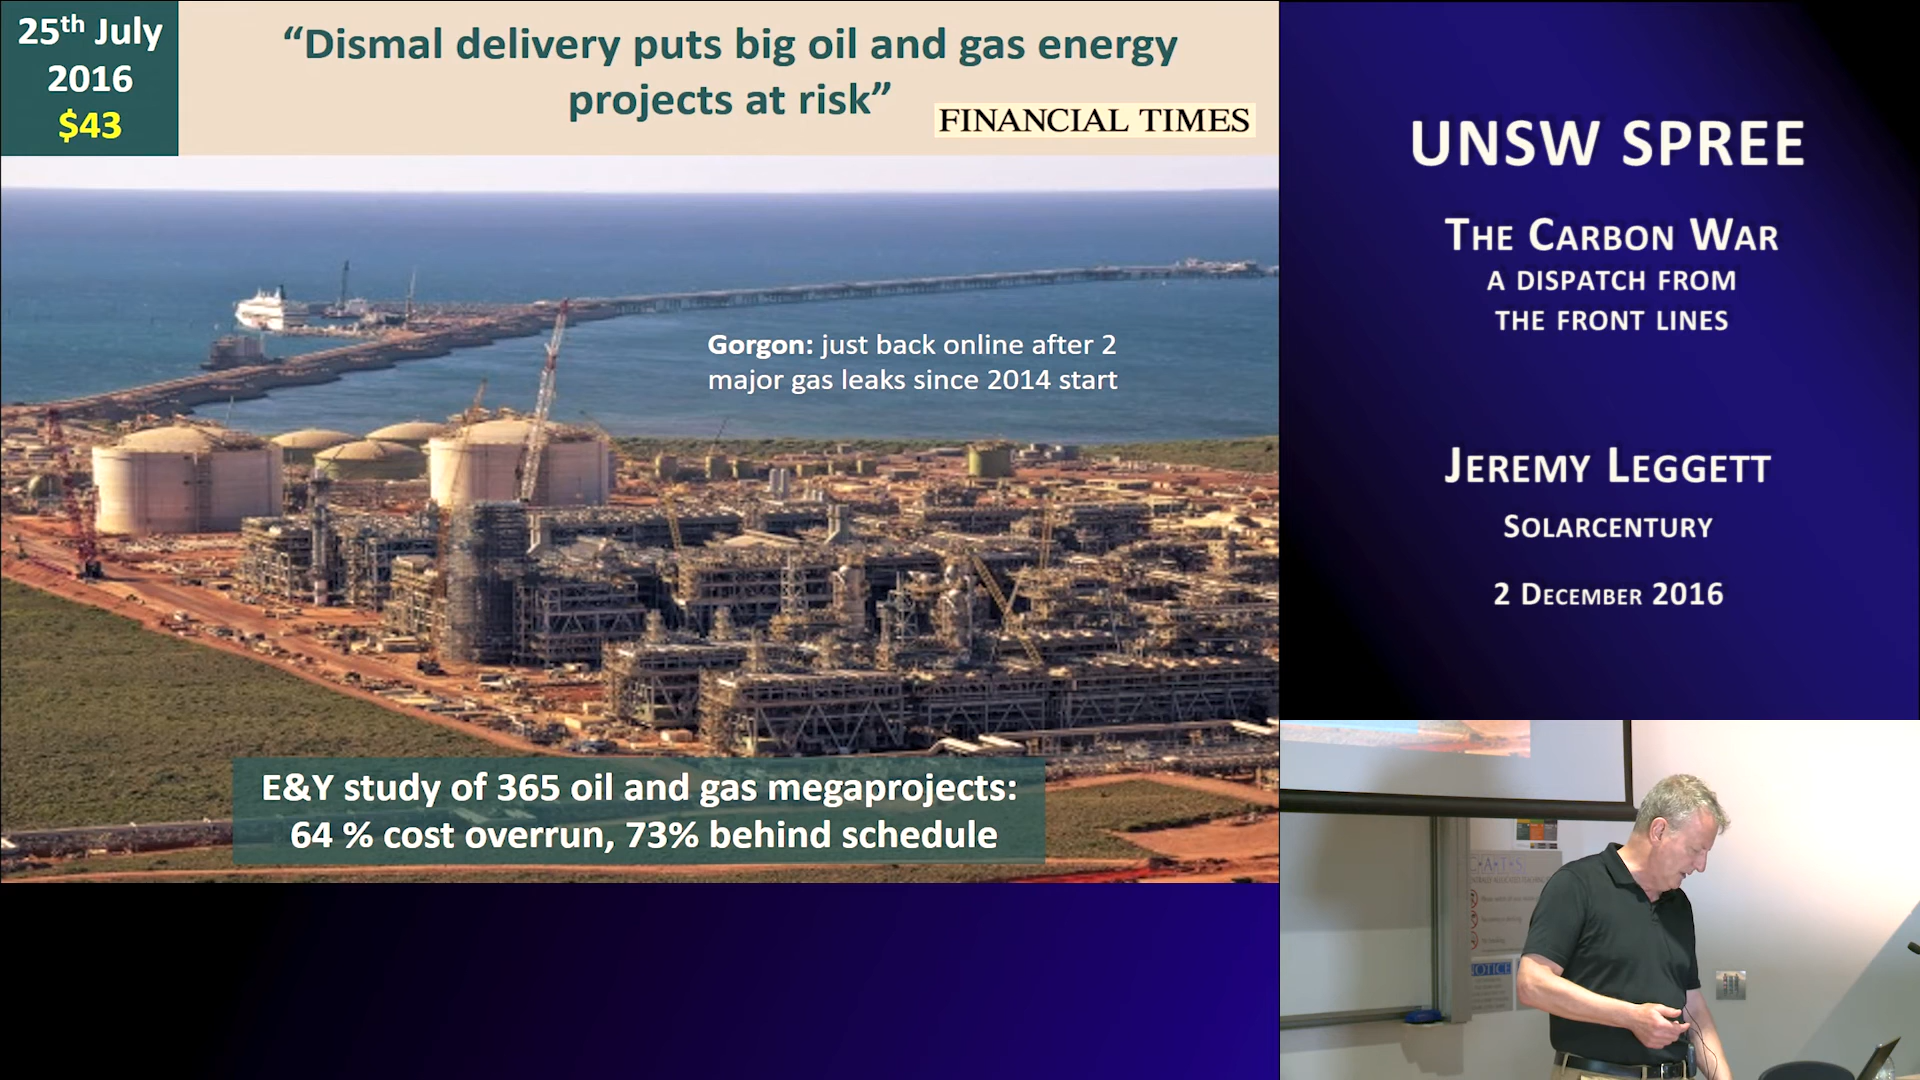 25th July
2016
$43
“Dismal delivery puts big oil and gas energy
projects at risk”
FINANCIAL TIMES
Gorgon: just back online after 2
major gas leaks since 2014 start
E&Y study of 365 oil and gas megaprojects:
64 % cost overrun, 73% behind schedule
UNSW SPREE
THE CARBON WAR
A DISPATCH FROM
THE FRONT LINES
JEREMY LEGGETT
SOLARCENTURY
2 DECEMBER 2016
NOTICE